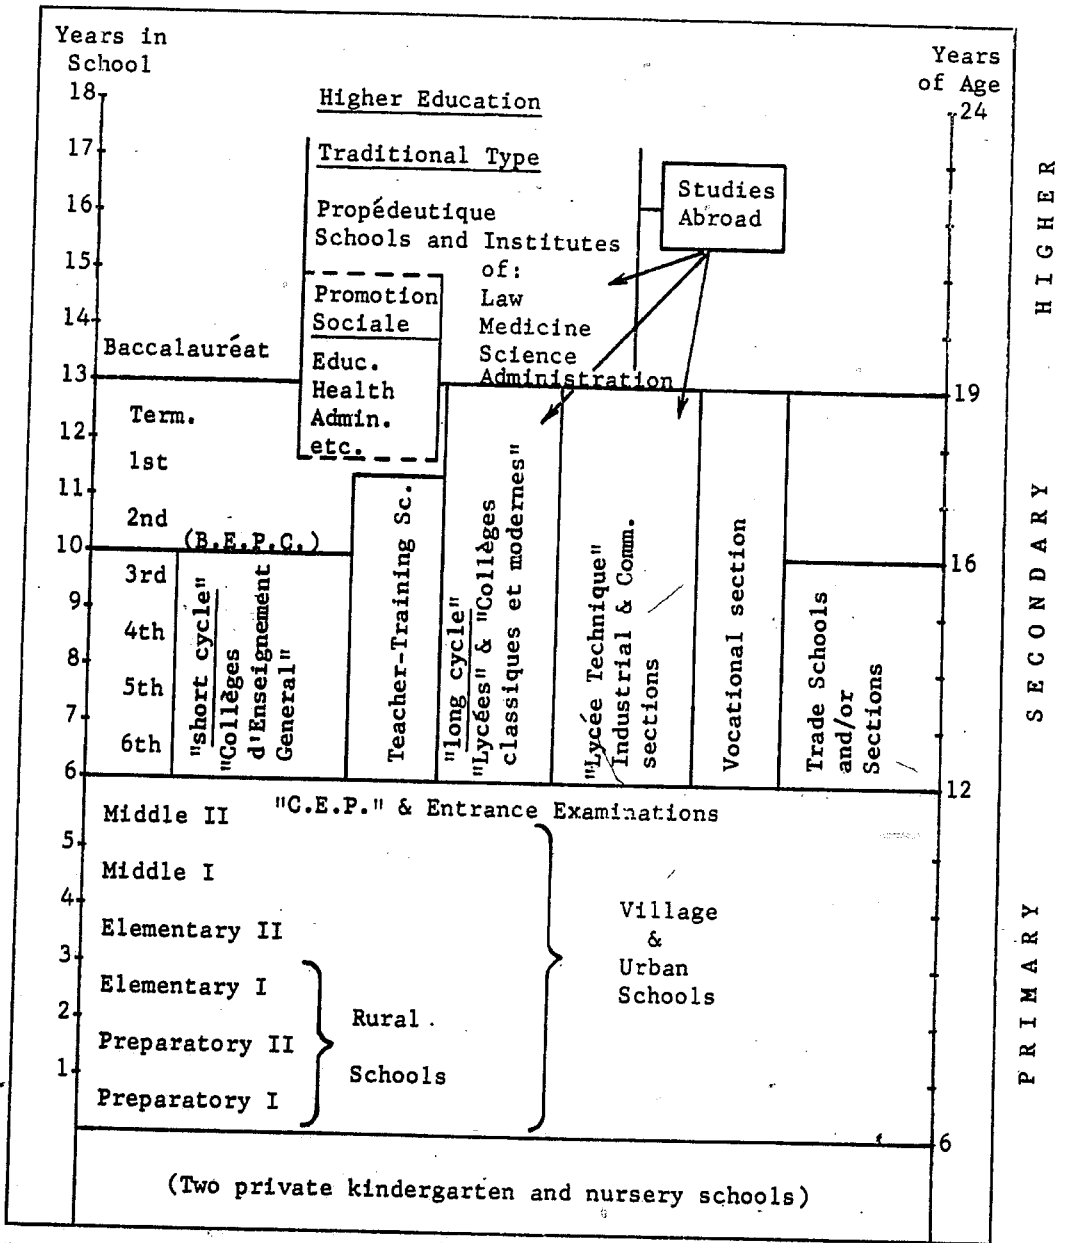 Years in
School
Years
of Age
18
24
Higher Education
17
Traditional Type
16
Propédeutique
Schools and Institutes
of:
Law
Medicine
Science
Administration
Studies
Abroad
15
Promotion
Sociale
14
Educ.
Health
Admin.
etc.
Baccalauréat
13
19
Term.
12
1st
11
2nd
10
(B.E.P.C.)
16
3rd
9
4th
8
5th
7
6th
6
12
"short cycle"
"Collèges
d'Enseignement
General"
Teacher-Training Sc.
"long cycle"
"Lycées" & "Collèges
classiques et modernes"
"Lycée Technique"
Industrial & Comm.
sections
Vocational section
Trade Schools
and/or
Sections
"C.E.P." & Entrance Examinations
Middle II
5
Middle I
4
Elementary II
3
Elementary I
2
Preparatory II
1
Preparatory I
6
Rural
Schools
Village
&
Urban
Schools
(Two private kindergarten and nursery schools)
HIGHER
SECONDARY
PRIMARY